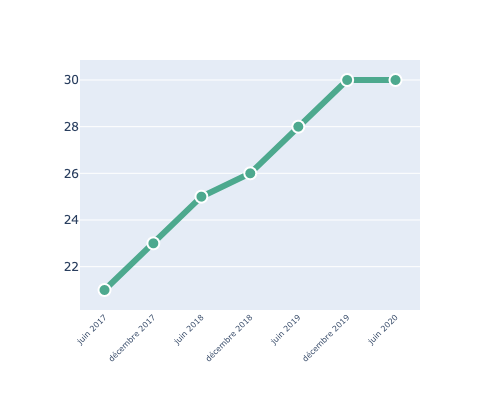 30
28
26
24
22
juin 2017
décembre 2017
juin 2018
décembre 2018
juin 2019
décembre 2019
juin 2020